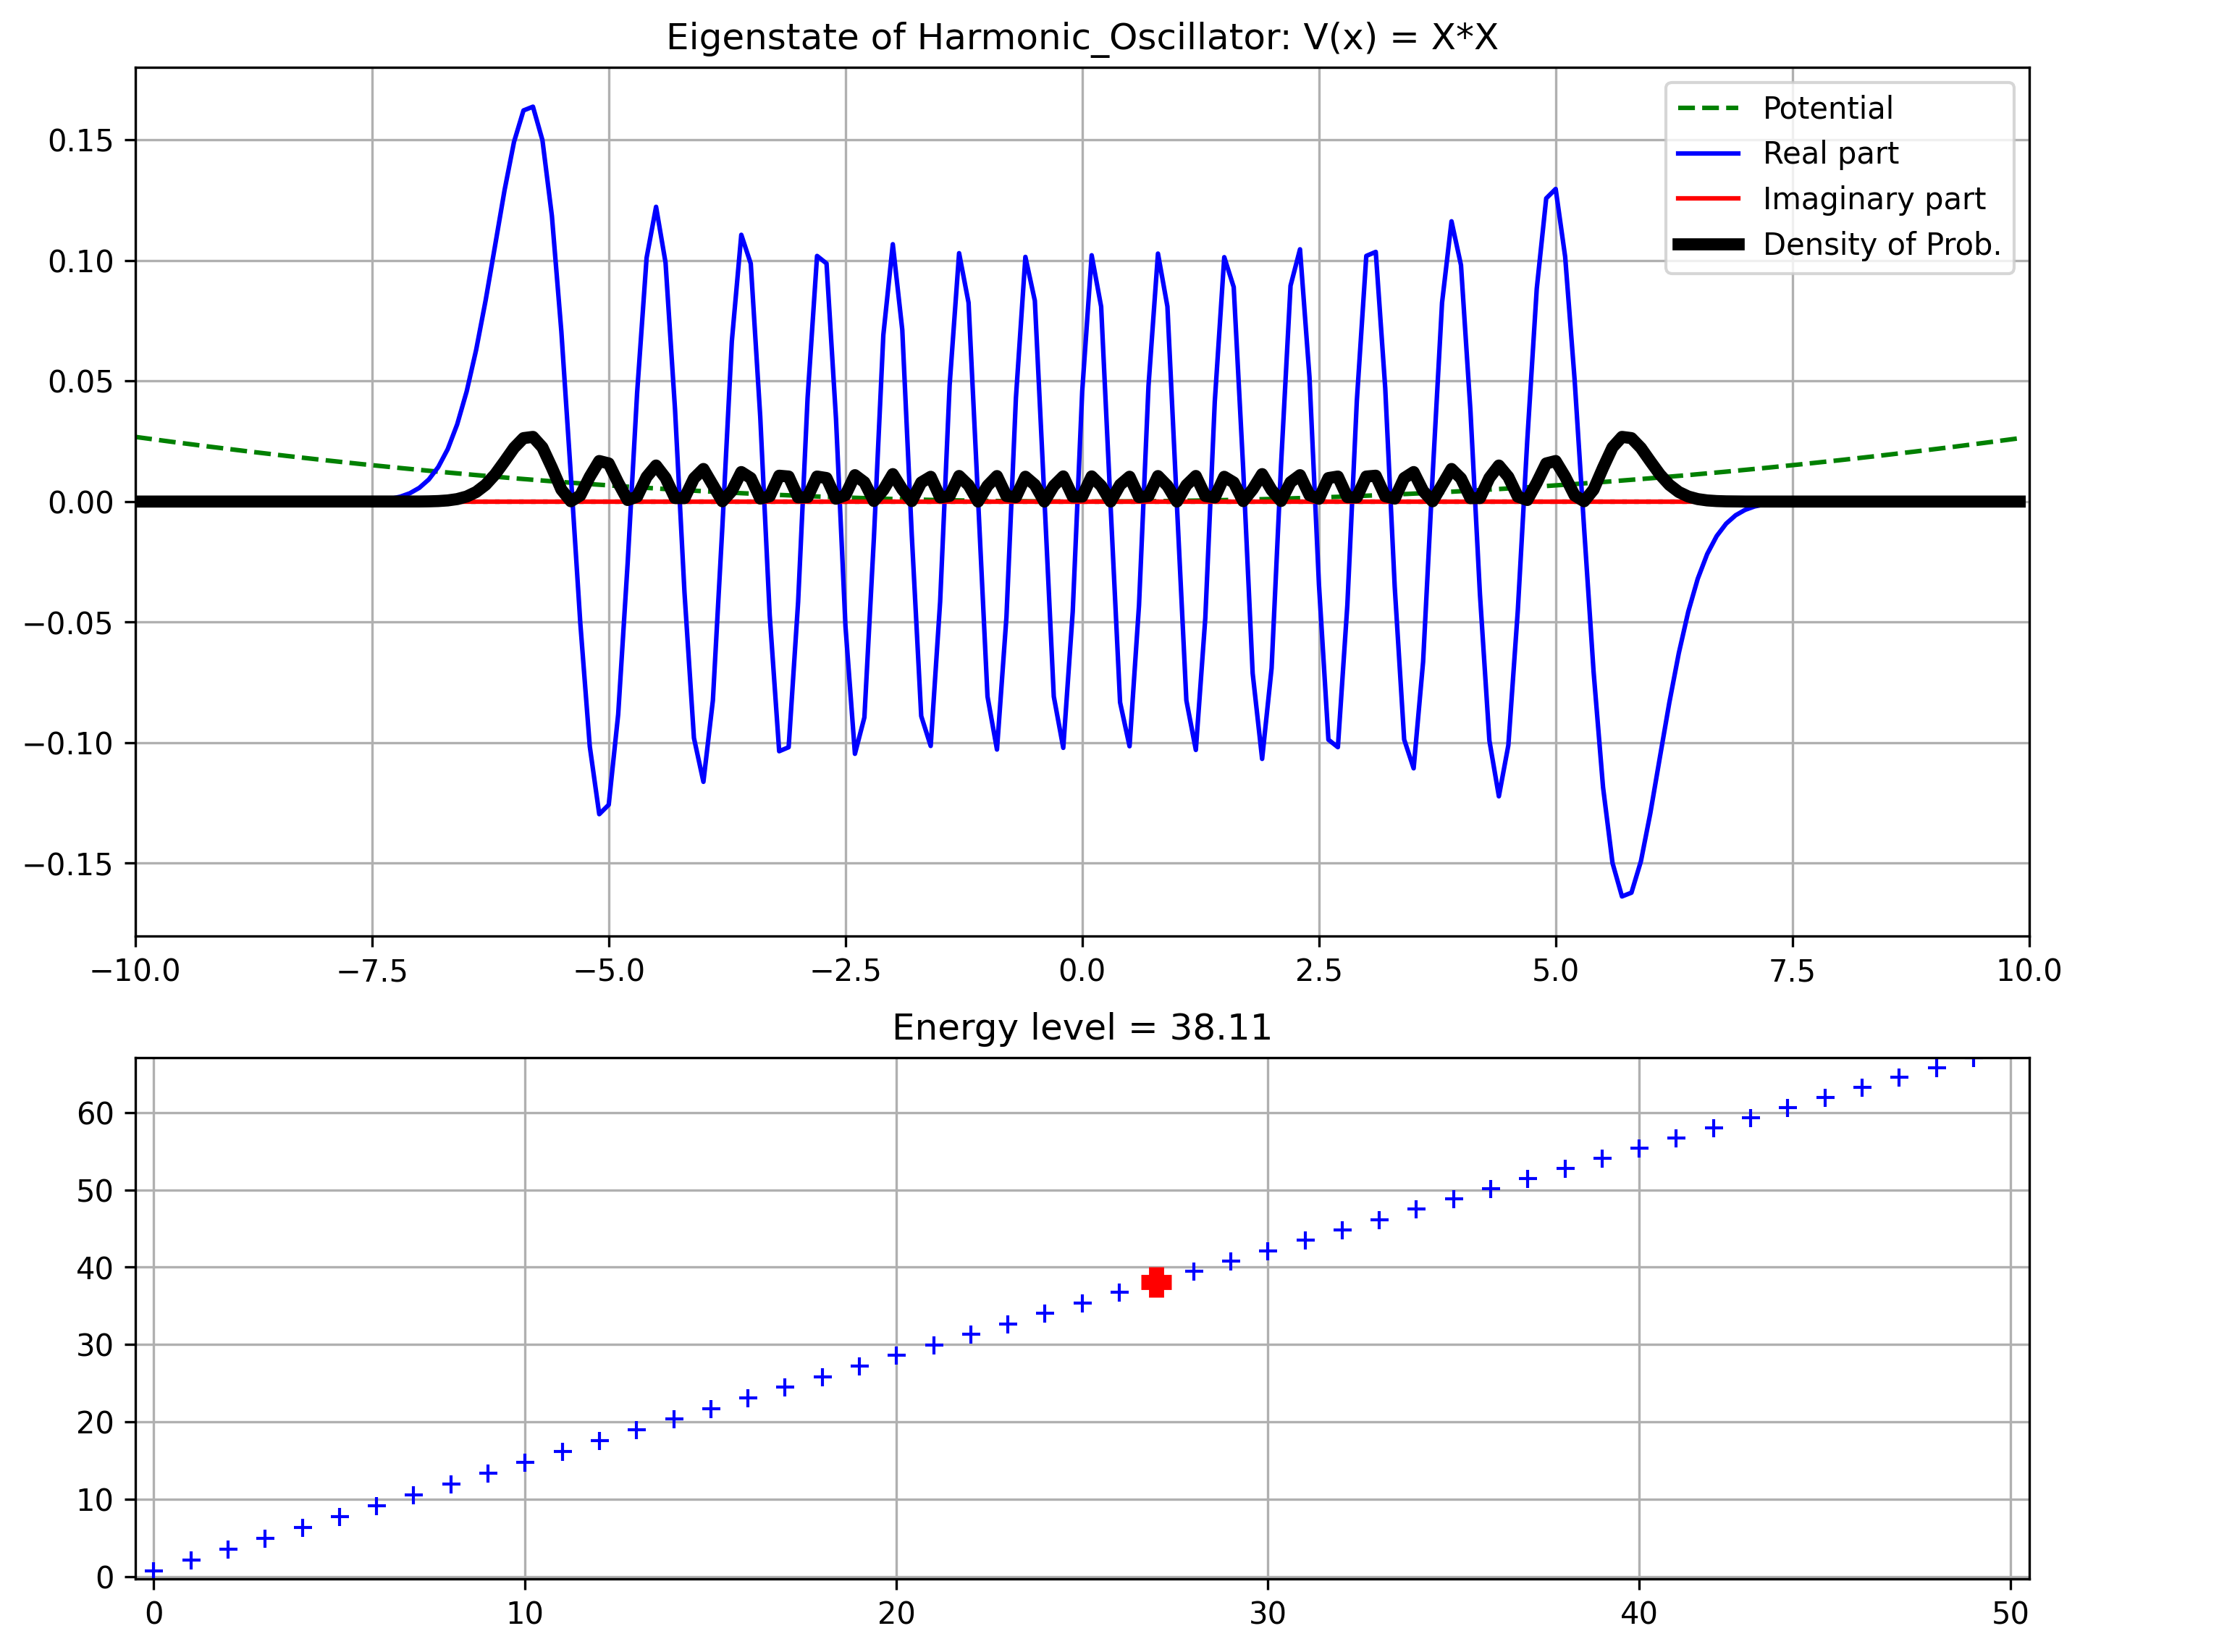 Eigenstate of Harmonic_Oscillator: V(x) = X*X
Potential
Real part
Imaginary part
Density of Prob.
0.15
0.10
0.05
0.00
−0.05
−0.10
−0.15
−10.0 −7.5 −5.0 −2.5 0.0 2.5 5.0 7.5 10.0
Energy level = 38.11
60
50
40
30
20
10
0
0 10 20 30 40 50